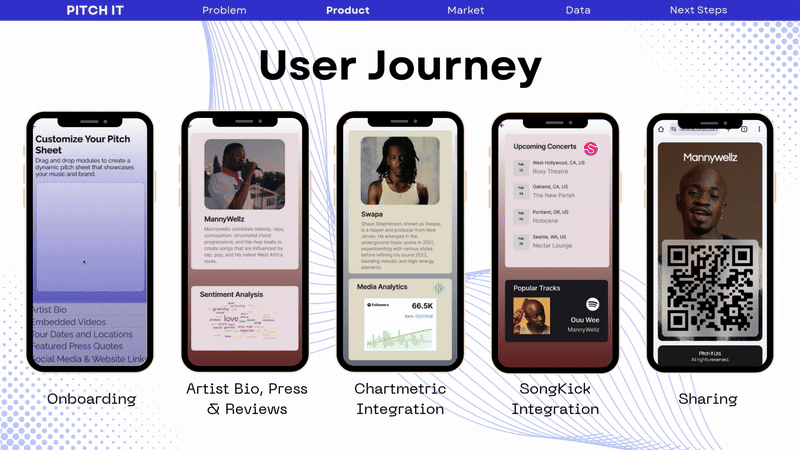 PITCH IT
Problem
Product
Market
Data
Next Steps
User Journey
Customize Your Pitch
Sheet
Drag and drop modules to create a
dynamic pitch sheet that showcases
your music and brand.
Artist Bio
Embedded Videos
Tour Dates and Locations
Featured Press Quotes
Social Media & Website Link
Onboarding
MannyWellz
Mannywellz combines melody, rap,
syncopation, structured chord
progressions, and hip-hop beats to
create songs that are influenced by
rap, pop, and his native West Africa
roots.
Sentiment Analysis
love
Artist Bio, Press
& Reviews
Swapa
Shaun Stephenson, known as Swapa,
is a rapper and producer from New
Jersey. He emerged in the
underground music scene in 2021,
experimenting with various styles
before refining his sound 2022,
blending melodic and high-energy
elements.
Media Analytics
Followers
66.5K
Chartmetric
Integration
Upcoming Concerts
Feb
West Hollywood, CA, US
Roxy Theatre
Feb
Oakland, CA, US
The New Parish
Feb
Portland, OR, US
Holocene
Feb
Seattle, WA, US
Nectar Lounge
Popular Tracks
Ouu Wee
MannyWellz
SongKick
Integration
Mannywellz
Pitch It Ltd.
All rights reserved.
Sharing